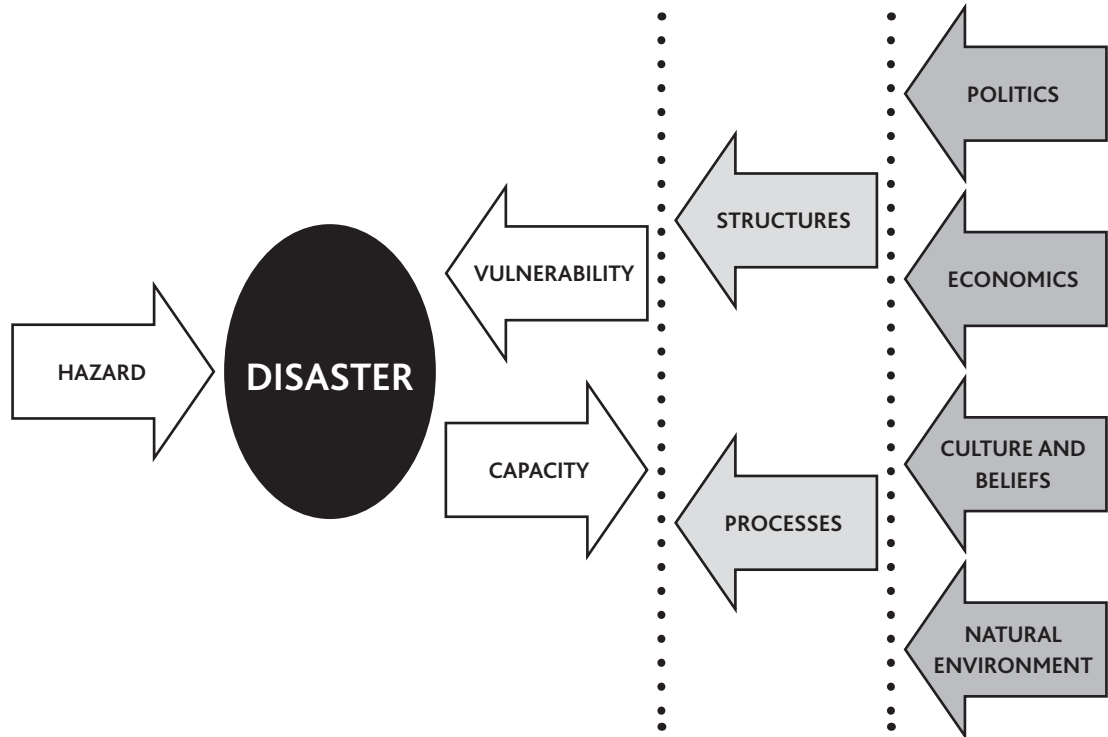 HAZARD
DISASTER
VULNERABILITY
CAPACITY
STRUCTURES
PROCESSES
POLITICS
ECONOMICS
CULTURE AND
BELIEFS
NATURAL
ENVIRONMENT